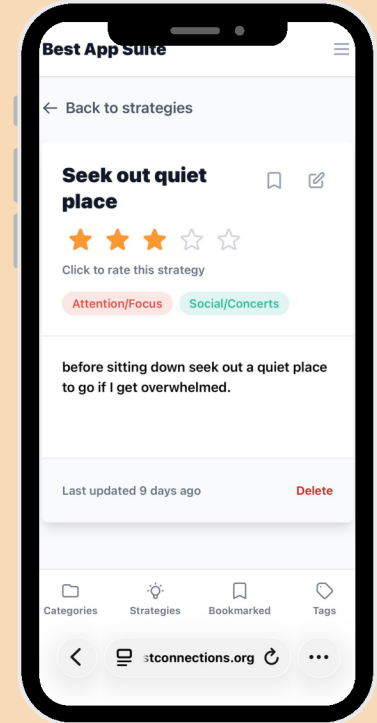 Best App Suite
← Back to strategies
Seek out quiet
place
Click to rate this strategy
Attention/Focus Social/Concerts
before sitting down seek out a quiet place
to go if I get overwhelmed.
Last updated 9 days ago Delete
Categories Strategies Bookmarked Tags
stconnections.org